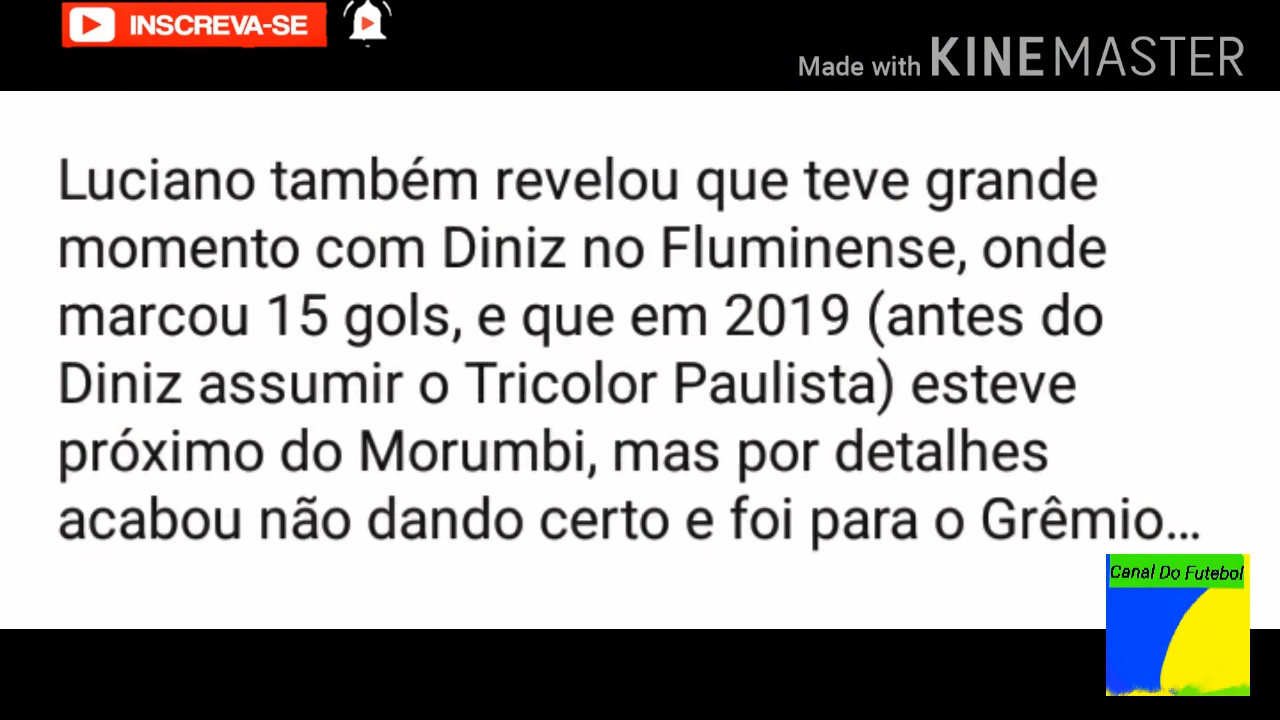 INSCREVA-SE
Made with KINEMASTER
Luciano também revelou que teve grande
momento com Diniz no Fluminense, onde
marcou 15 gols, e que em 2019 (antes do
Diniz assumir o Tricolor Paulista) esteve
próximo do Morumbi, mas por detalhes
acabou não dando certo e foi para o Grêmio...
Canal Do Futebol